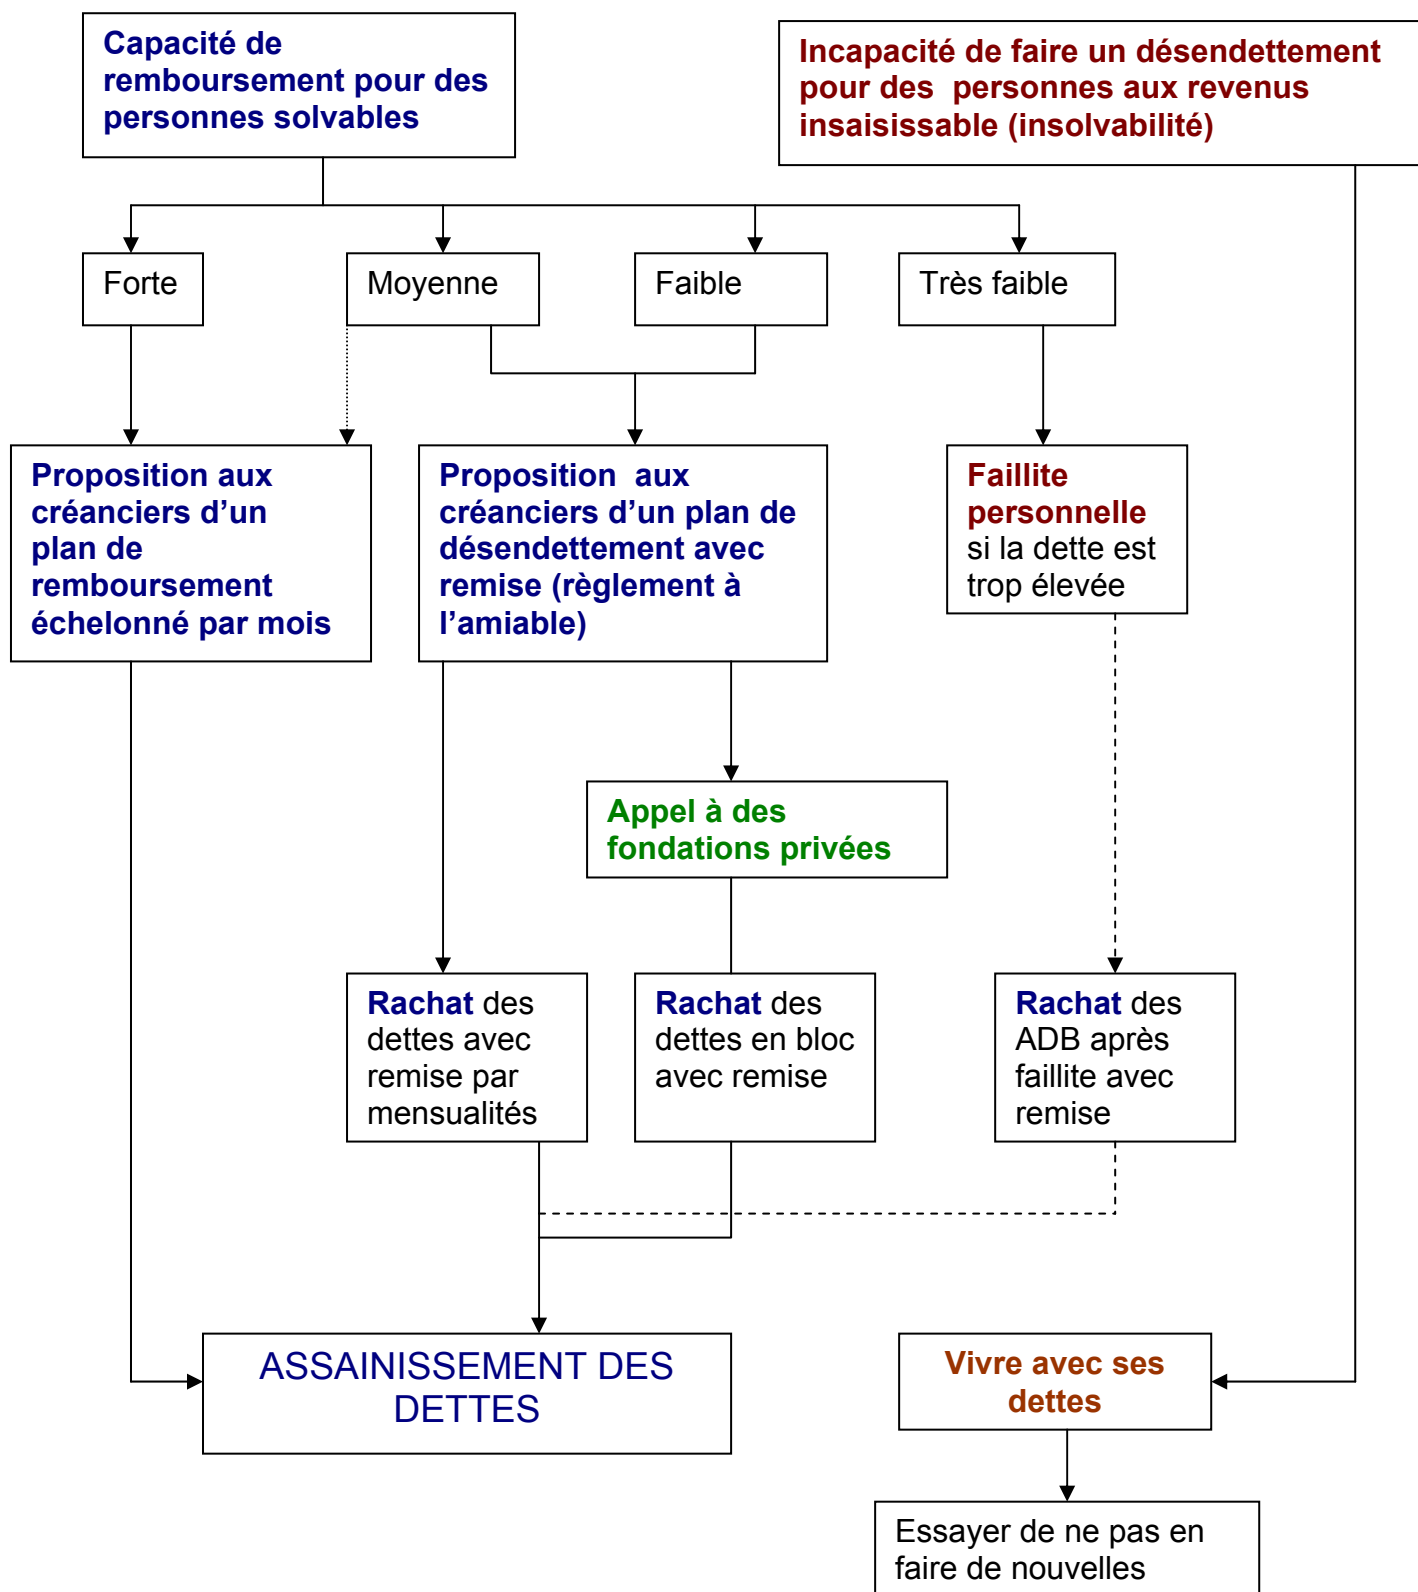 Capacité de
remboursement pour des
personnes solvables
Incapacité de faire un désendettement
pour des  personnes aux revenus
insaisissable (insolvabilité)
Forte
Moyenne
Faible
Très faible
Proposition aux
créanciers d’un
plan de
remboursement
échelonné par mois
Proposition  aux
créanciers d’un plan de
désendettement avec
remise (règlement à
l’amiable)
Faillite
personnelle
si la dette est
trop élevée
Appel à des
fondations privées
Rachat des
dettes avec
remise par
mensualités
Rachat des
dettes en bloc
avec remise
Rachat des
ADB après
faillite avec
remise
ASSAINISSEMENT DES
DETTES
Vivre avec ses
dettes
Essayer de ne pas en
faire de nouvelles